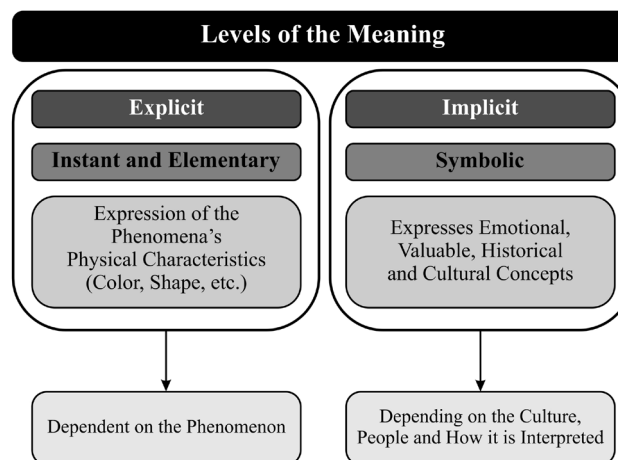 Levels of the Meaning
Explicit
Instant and Elementary
Expression of the
Phenomena's
Physical Characteristics
(Color, Shape, etc.)
Dependent on the Phenomenon
Implicit
Symbolic
Expresses Emotional,
Valuable, Historical
and Cultural Concepts
Depending on the Culture,
People and How it is Interpreted